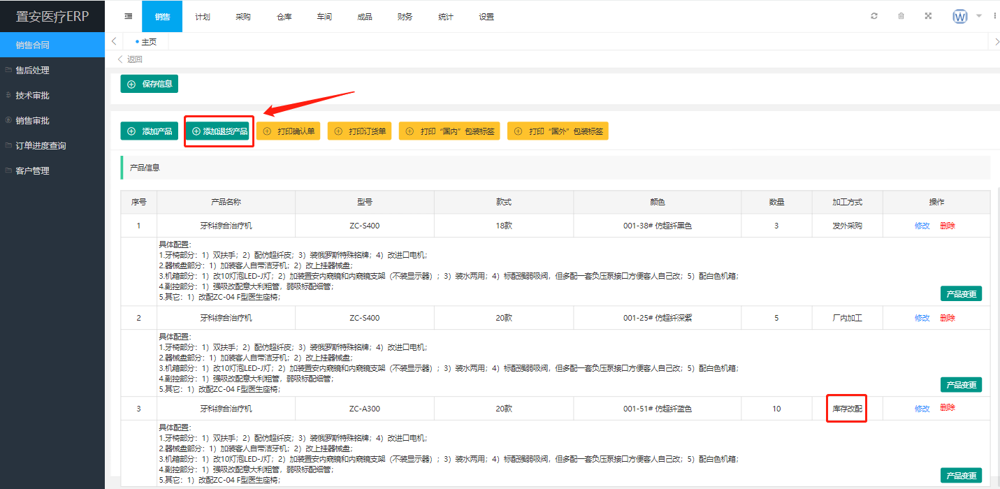 置安医疗ERP
销售 计划 采购 仓库 车间 成品 财务 统计 设置
W
销售合同
售后处理
技术审批
销售审批
订单进度查询
客户管理
主页
返回
保存信息
添加产品 添加退货产品 打印确认单 打印订货单 打印“国内”包装标签 打印“国外”包装标签
产品信息
序号 产品名称 型号 款式 颜色 数量 加工方式 操作
1 牙科综合治疗机 ZC-S400 18款 001-38# 仿超纤黑色 3 发外采购 修改 删除
具体配置：
1.牙椅部分：1）双扶手；2）配仿超纤皮；3）装俄罗斯特殊铭牌；4）改进口电机；
2.器械盘部分：1）加装客人自带洁牙机；2）改上挂器械盘；
3.机箱部分：1）改10灯泡LED-J灯；2）加装置安内窥镜和内窥镜支架（不装显示器）；3）装水两用；4）标配强弱吸阀，但多配一套负压泵接口方便客人自己改；5）配白色机箱；
4.副控部分：1）强吸改配意大利粗管，弱吸标配细管；
5.其它：1）改配ZC-04 F型医生座椅；
产品变更
2 牙科综合治疗机 ZC-S400 20款 001-25# 仿超纤深紫 5 厂内加工 修改 删除
具体配置：
1.牙椅部分：1）双扶手；2）配仿超纤皮；3）装俄罗斯特殊铭牌；4）改进口电机；
2.器械盘部分：1）加装客人自带洁牙机；2）改上挂器械盘；
3.机箱部分：1）改10灯泡LED-J灯；2）加装置安内窥镜和内窥镜支架（不装显示器）；3）装水两用；4）标配强弱吸阀，但多配一套负压泵接口方便客人自己改；5）配白色机箱；
4.副控部分：1）强吸改配意大利粗管，弱吸标配细管；
5.其它：1）改配ZC-04 F型医生座椅；
产品变更
3 牙科综合治疗机 ZC-A300 20款 001-51# 仿超纤蓝色 10 库存改配 修改 删除
具体配置：
1.牙椅部分：1）双扶手；2）配仿超纤皮；3）装俄罗斯特殊铭牌；4）改进口电机；
2.器械盘部分：1）加装客人自带洁牙机；2）改上挂器械盘；
3.机箱部分：1）改10灯泡LED-J灯；2）加装置安内窥镜和内窥镜支架（不装显示器）；3）装水两用；4）标配强弱吸阀，但多配一套负压泵接口方便客人自己改；5）配白色机箱；
4.副控部分：1）强吸改配意大利粗管，弱吸标配细管；
5.其它：1）改配ZC-04 F型医生座椅；
产品变更